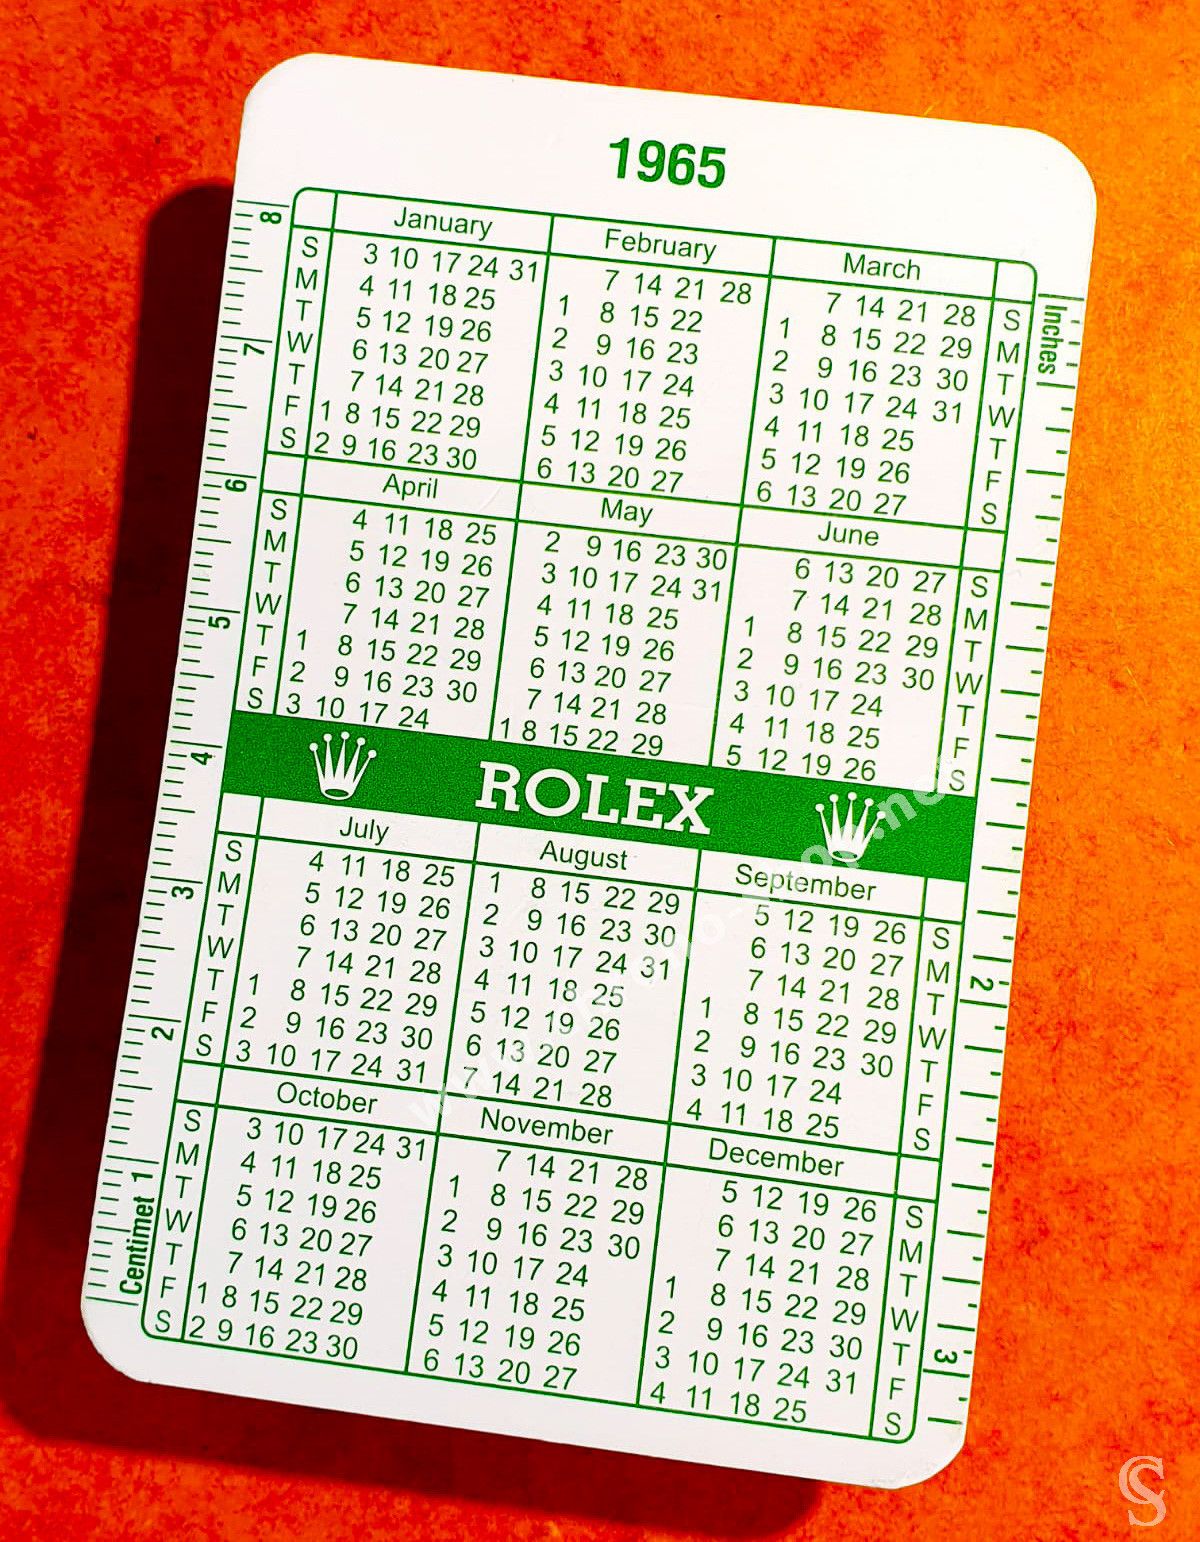 1965
January February March
S 3 10 17 24 31 7 14 21 28 7 14 21 28 S
M 4 11 18 25 1 8 15 22 1 8 15 22 29 M
T 5 12 19 26 2 9 16 23 2 9 16 23 30 T
W 6 13 20 27 3 10 17 24 3 10 17 24 31 W
T 7 14 21 28 4 11 18 25 4 11 18 25 T
F 1 8 15 22 29 5 12 19 26 5 12 19 26 F
S 2 9 16 23 30 6 13 20 27 6 13 20 27 S
April May June
S 4 11 18 25 2 9 16 23 30 6 13 20 27 S
M 5 12 19 26 3 10 17 24 31 7 14 21 28 M
T 6 13 20 27 4 11 18 25 1 8 15 22 29 T
W 7 14 21 28 5 12 19 26 2 9 16 23 30 W
T 1 8 15 22 29 6 13 20 27 3 10 17 24 T
F 2 9 16 23 30 7 14 21 28 4 11 18 25 F
S 3 10 17 24 1 8 15 22 29 5 12 19 26 S
ROLEX
July August September
S 4 11 18 25 1 8 15 22 29 5 12 19 26 S
M 5 12 19 26 2 9 16 23 30 6 13 20 27 M
T 6 13 20 27 3 10 17 24 31 7 14 21 28 T
W 7 14 21 28 4 11 18 25 1 8 15 22 29 W
T 1 8 15 22 29 5 12 19 26 2 9 16 23 30 T
F 2 9 16 23 30 6 13 20 27 3 10 17 24 F
S 3 10 17 24 31 7 14 21 28 4 11 18 25 S
October November December
S 3 10 17 24 31 7 14 21 28 5 12 19 26 S
M 4 11 18 25 1 8 15 22 29 6 13 20 27 M
T 5 12 19 26 2 9 16 23 30 7 14 21 28 T
W 6 13 20 27 3 10 17 24 1 8 15 22 29 W
T 7 14 21 28 4 11 18 25 2 9 16 23 30 T
F 1 8 15 22 29 5 12 19 26 3 10 17 24 31 F
S 2 9 16 23 30 6 13 20 27 4 11 18 25 S
Centimet 1 2 3 4 5 6 7 8
Inches 2 3